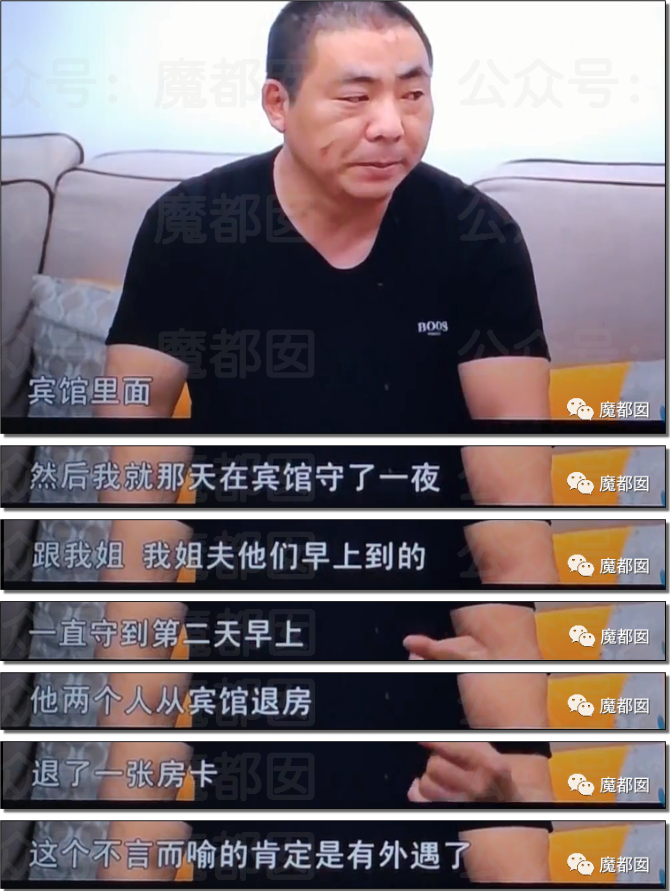 公众号：魔都囡 公众号：
魔都囡 公众号
BOOS
魔都囡 公众号
宾馆里面
魔都囡
然后我就那天在宾馆守了一夜
魔都囡
跟我姐 我姐夫他们早上到的
魔都囡
一直守到第二天早上
魔都囡
他两个人从宾馆退房
魔都囡
退了一张房卡
魔都囡
这个不言而喻的肯定是有外遇了
魔都囡